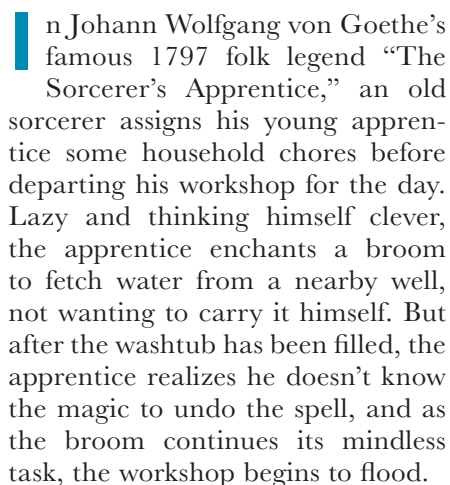 In Johann Wolfgang von Goethe’s
famous 1797 folk legend “The
Sorcerer’s Apprentice,” an old
sorcerer assigns his young appren-
tice some household chores before
departing his workshop for the day.
Lazy and thinking himself clever,
the apprentice enchants a broom
to fetch water from a nearby well,
not wanting to carry it himself. But
after the washtub has been filled, the
apprentice realizes he doesn’t know
the magic to undo the spell, and as
the broom continues its mindless
task, the workshop begins to flood.